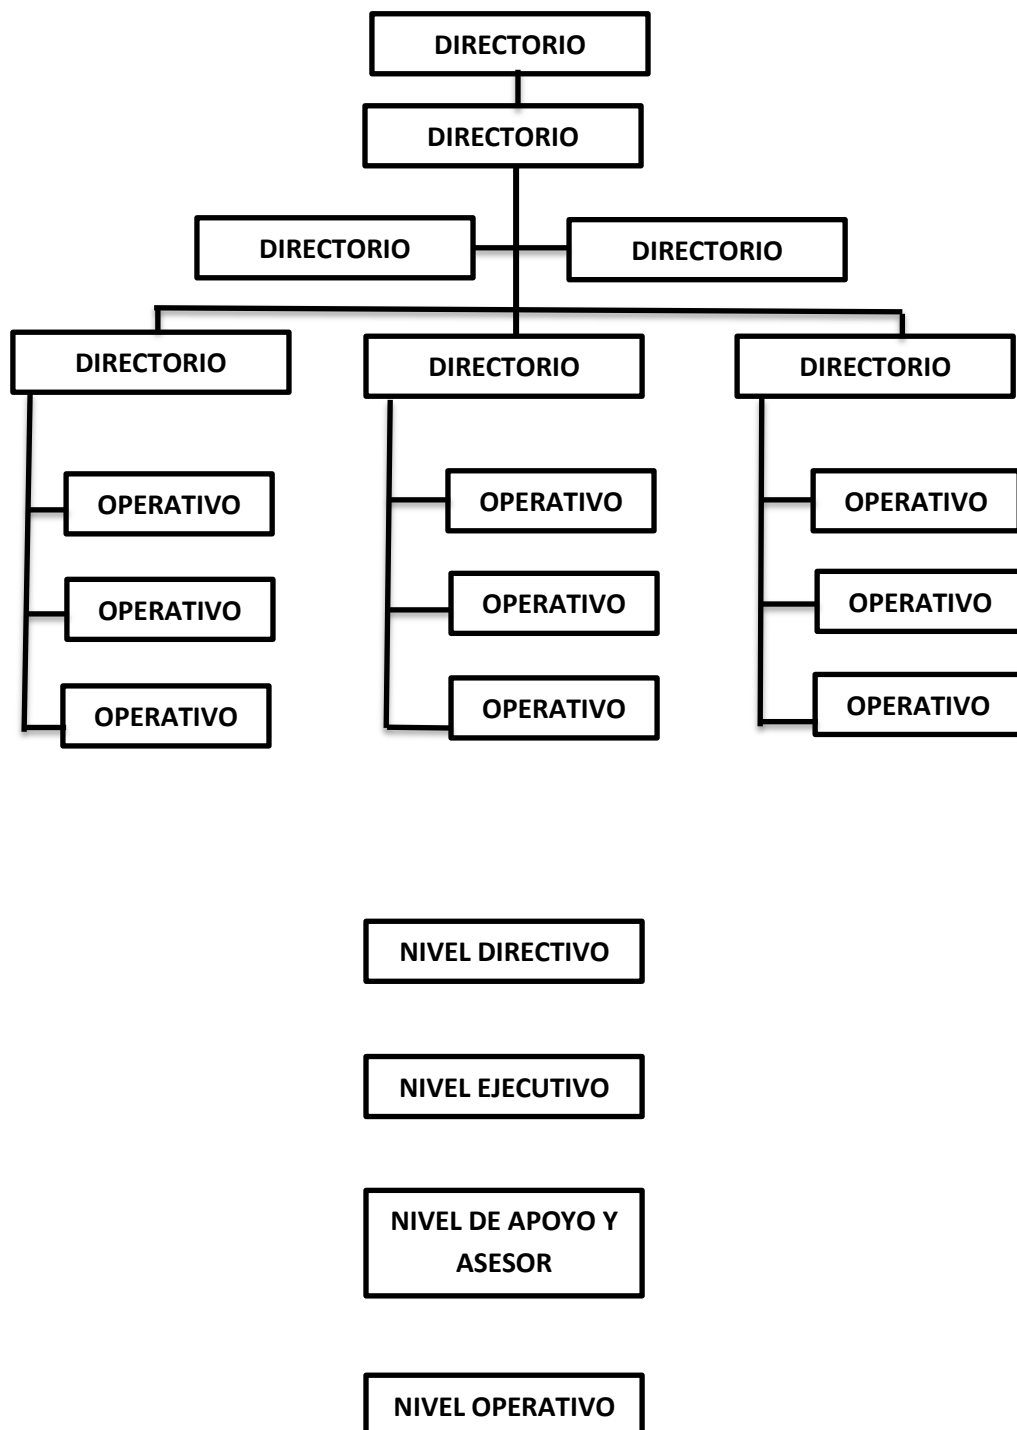 DIRECTORIO
DIRECTORIO
DIRECTORIO
DIRECTORIO
DIRECTORIO
DIRECTORIO
DIRECTORIO
OPERATIVO
OPERATIVO
OPERATIVO
OPERATIVO
OPERATIVO
OPERATIVO
OPERATIVO
OPERATIVO
OPERATIVO
NIVEL DIRECTIVO
NIVEL EJECUTIVO
NIVEL DE APOYO Y
ASESOR
NIVEL OPERATIVO